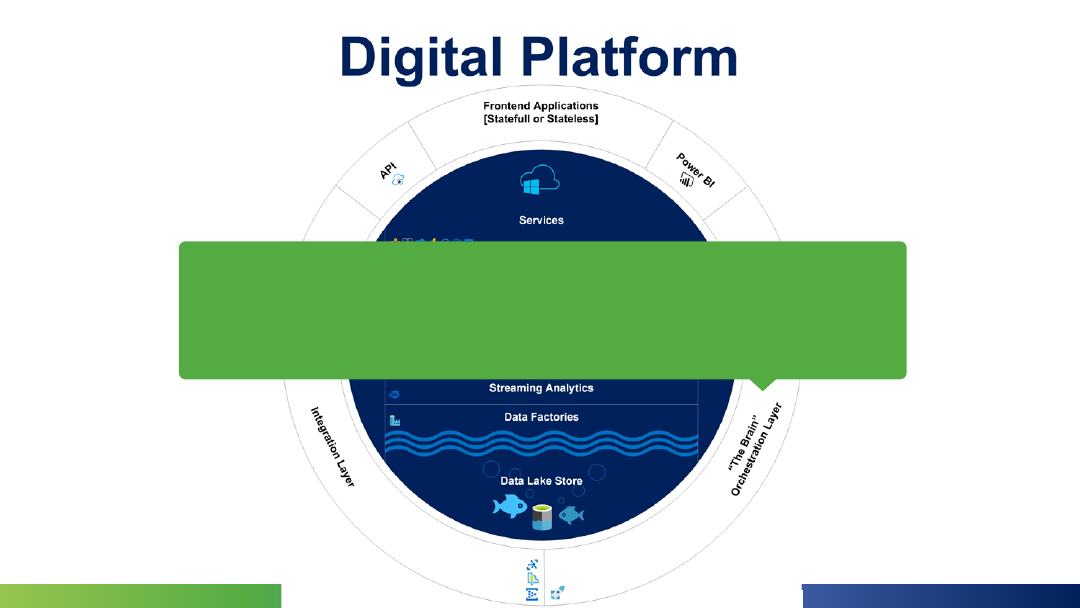 Digital Platform
Frontend Applications
[Statefull or Stateless]
API
Power BI
Services
Streaming Analytics
Data Factories
Data Lake Store
Integration Layer
"The Brain"
Orchestration Layer